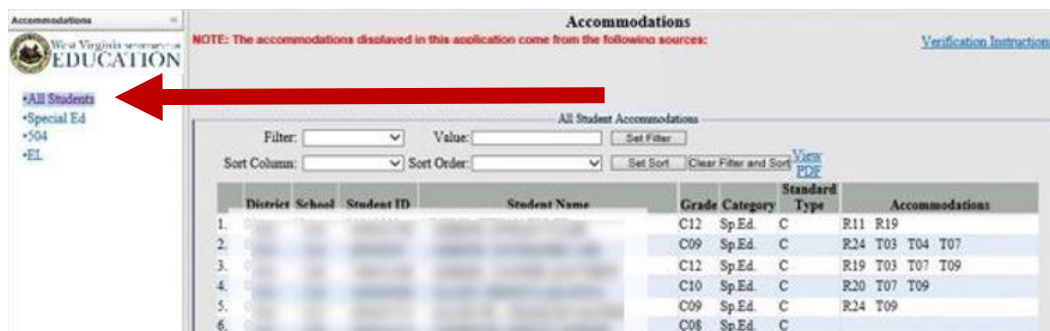 Accommodations
West Virginia
EDUCATION
•All Students
•Special Ed
•504
•EL
Accommodations
NOTE: The accommodations displayed in this application come from the following sources:
Verification Instruction
All Student Accommodations
Filter: Value: Set Filter
Sort Column: Sort Order: Set Sort Clear Filter and Sort View PDF
District School Student ID Student Name Grade Category Standard Type Accommodations
1. C12 Sp.Ed. C R11 R19
2. C09 Sp.Ed. C R24 T03 T04 T07
3. C12 Sp.Ed. C R19 T03 T07 T09
4. C10 Sp.Ed. C R20 T07 T09
5. C09 Sp.Ed. C R24 T09
6. C08 Sp.Ed. C